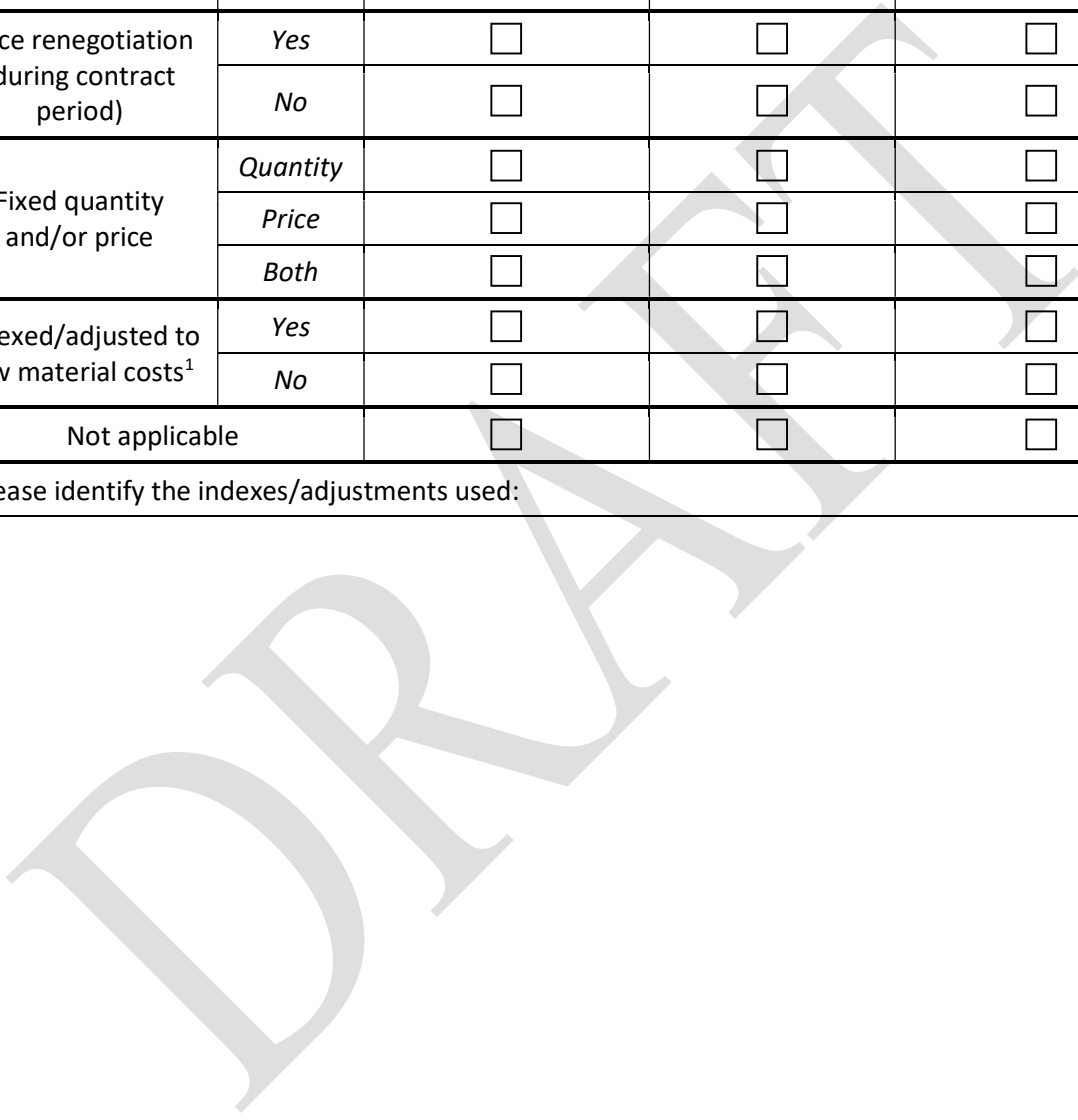 ce renegotiation Yes ☐ ☐ ☐
during contract
period) No ☐ ☐ ☐
Fixed quantity
and/or price
Quantity ☐ ☐ ☐
Price ☐ ☐ ☐
Both ☐ ☐ ☐
exed/adjusted to
w material costs¹
Yes ☐ ☐ ☐
No ☐ ☐ ☐
Not applicable ☐ ☐ ☐
ease identify the indexes/adjustments used:
DRAFT